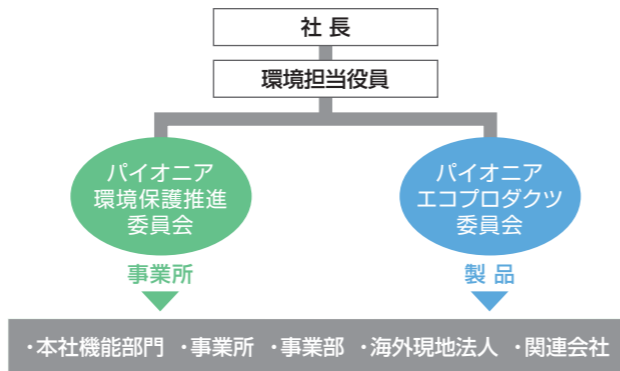 社 長
環境担当役員
パイオニア
環境保護推進
委員会
パイオニア
エコプロダクツ
委員会
事業所
製 品
・本社機能部門 ・事業所 ・事業部 ・海外現地法人 ・関連会社